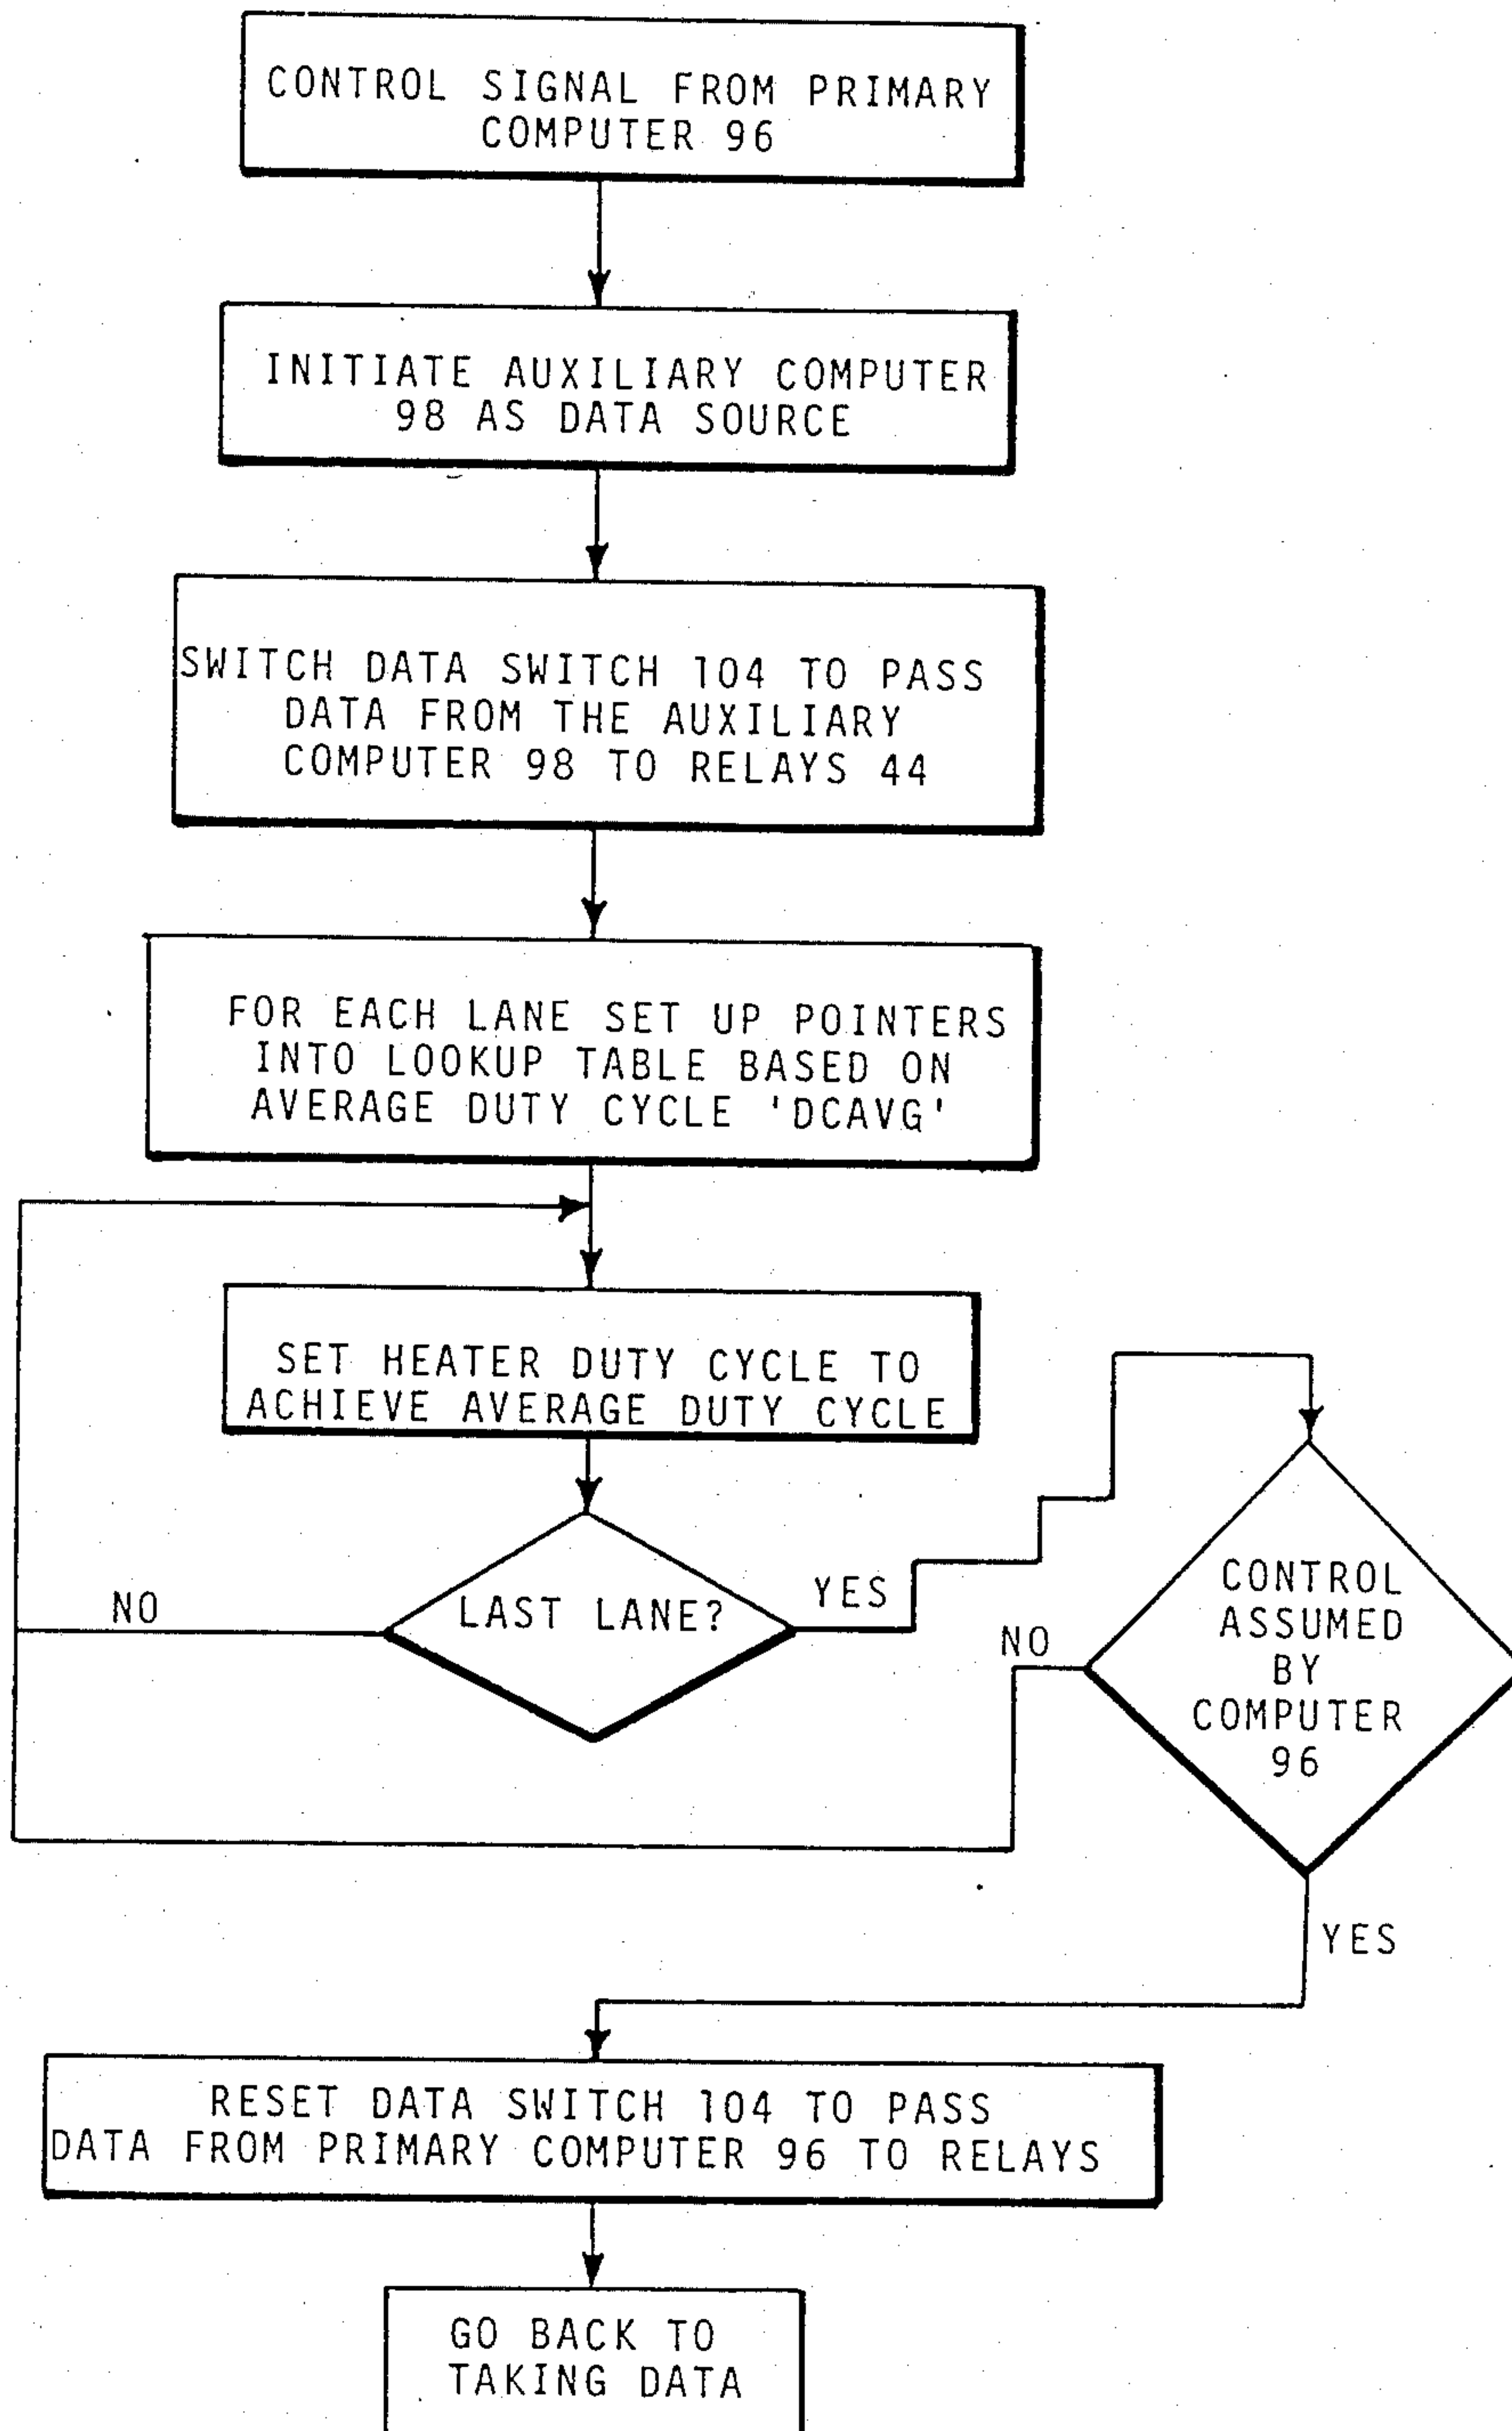 CONTROL SIGNAL FROM PRIMARY
COMPUTER 96
INITIATE AUXILIARY COMPUTER
98 AS DATA SOURCE
SWITCH DATA SWITCH 104 TO PASS
DATA FROM THE AUXILIARY
COMPUTER 98 TO RELAYS 44
FOR EACH LANE SET UP POINTERS
INTO LOOKUP TABLE BASED ON
AVERAGE DUTY CYCLE 'DCAVG'
SET HEATER DUTY CYCLE TO
ACHIEVE AVERAGE DUTY CYCLE
LAST LANE?
NO
YES
CONTROL
ASSUMED
BY
COMPUTER
96
NO
YES
RESET DATA SWITCH 104 TO PASS
DATA FROM PRIMARY COMPUTER 96 TO RELAYS
GO BACK TO
TAKING DATA